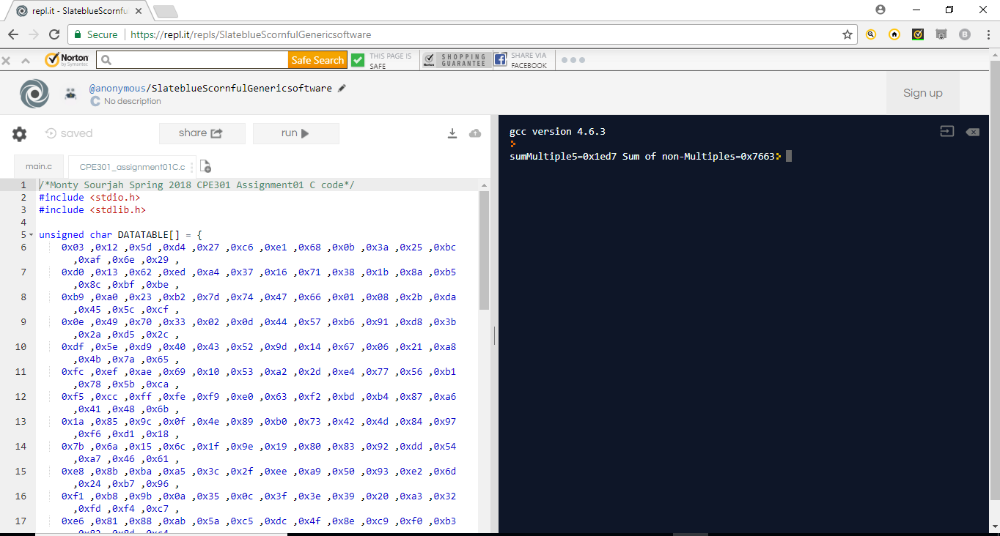 repl.it - SlateblueScornfu
Secure | https://repl.it/repls/SlateblueScornfulGenericsoftware
B
Norton
by Symantec
Safe Search
THIS PAGE IS
SAFE
Norton
SHOPPING
GUARANTEE
SHARE VIA
FACEBOOK
@anonymous/SlateblueScornfulGenericsoftware
C No description
Sign up
saved
share
run
main.c
CPE301_assignment01C.c
1 /*Monty Sourjah Spring 2018 CPE301 Assignment01 C code*/
2 #include <stdio.h>
3 #include <stdlib.h>
4
5 unsigned char DATATABLE[] = {
6 0x03 ,0x12 ,0x5d ,0xd4 ,0x27 ,0xc6 ,0xe1 ,0x68 ,0x0b ,0x3a ,0x25 ,0xbc
,0xaf ,0x6e ,0x29 ,
7 0xd0 ,0x13 ,0x62 ,0xed ,0xa4 ,0x37 ,0x16 ,0x71 ,0x38 ,0x1b ,0x8a ,0xb5
,0x8c ,0xbf ,0xbe ,
8 0xb9 ,0xa0 ,0x23 ,0xb2 ,0x7d ,0x74 ,0x47 ,0x66 ,0x01 ,0x08 ,0x2b ,0xda
,0x45 ,0x5c ,0xcf ,
9 0x0e ,0x49 ,0x70 ,0x33 ,0x02 ,0x0d ,0x44 ,0x57 ,0xb6 ,0x91 ,0xd8 ,0x3b
,0x2a ,0xd5 ,0x2c ,
10 0xdf ,0x5e ,0xd9 ,0x40 ,0x43 ,0x52 ,0x9d ,0x14 ,0x67 ,0x06 ,0x21 ,0xa8
,0x4b ,0x7a ,0x65 ,
11 0xfc ,0xef ,0xae ,0x69 ,0x10 ,0x53 ,0xa2 ,0x2d ,0xe4 ,0x77 ,0x56 ,0xb1
,0x78 ,0x5b ,0xca ,
12 0xf5 ,0xcc ,0xff ,0xfe ,0xf9 ,0xe0 ,0x63 ,0xf2 ,0xbd ,0xb4 ,0x87 ,0xa6
,0x41 ,0x48 ,0x6b ,
13 0x1a ,0x85 ,0x9c ,0x0f ,0x4e ,0x89 ,0xb0 ,0x73 ,0x42 ,0x4d ,0x84 ,0x97
,0xf6 ,0xd1 ,0x18 ,
14 0x7b ,0x6a ,0x15 ,0x6c ,0x1f ,0x9e ,0x19 ,0x80 ,0x83 ,0x92 ,0xdd ,0x54
,0xa7 ,0x46 ,0x61 ,
15 0xe8 ,0x8b ,0xba ,0xa5 ,0x3c ,0x2f ,0xee ,0xa9 ,0x50 ,0x93 ,0xe2 ,0x6d
,0x24 ,0xb7 ,0x96 ,
16 0xf1 ,0xb8 ,0x9b ,0x0a ,0x35 ,0x0c ,0x3f ,0x3e ,0x39 ,0x20 ,0xa3 ,0x32
,0xfd ,0xf4 ,0xc7 ,
17 0xe6 ,0x81 ,0x88 ,0xab ,0x5a ,0xc5 ,0xdc ,0x4f ,0x8e ,0xc9 ,0xf0 ,0xb3
gcc version 4.6.3
sumMultiple5=0x1ed7 Sum of non-Multiples=0x7663